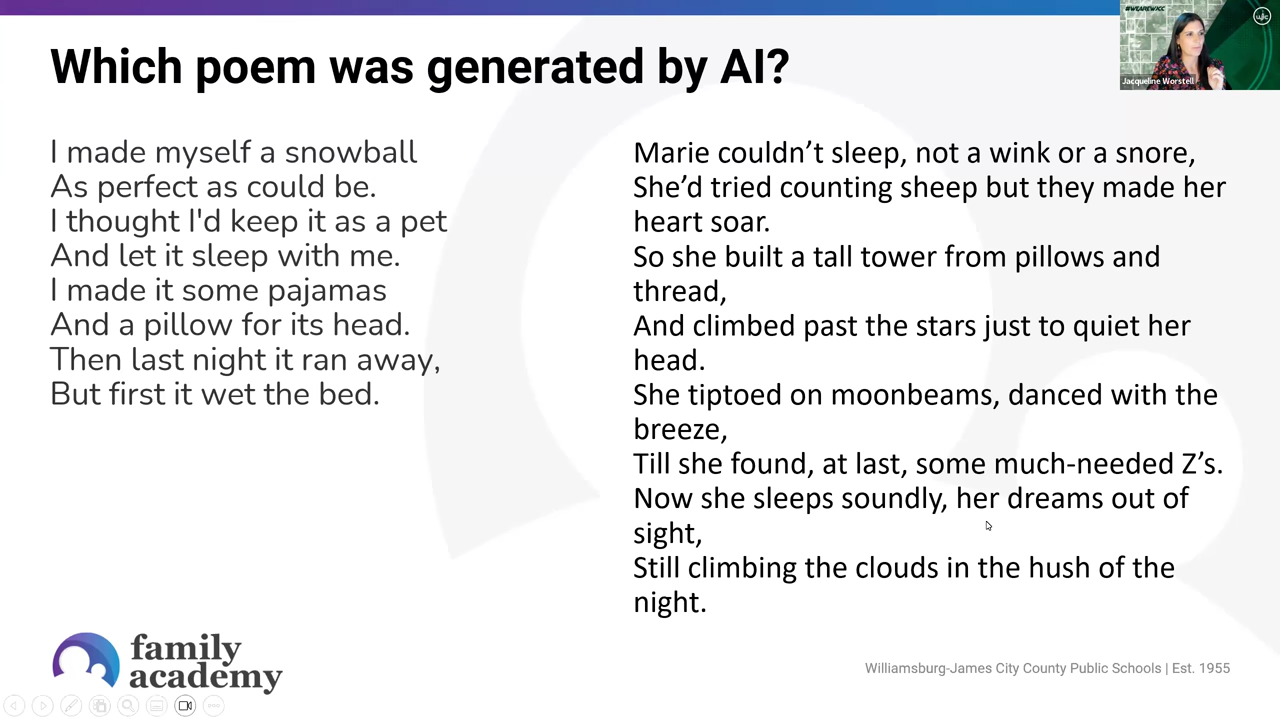 #WEAREWJCC
wjc
Jacqueline Worstell
Which poem was generated by AI?
I made myself a snowball
As perfect as could be.
I thought I'd keep it as a pet
And let it sleep with me.
I made it some pajamas
And a pillow for its head.
Then last night it ran away,
But first it wet the bed.
Marie couldn’t sleep, not a wink or a snore,
She’d tried counting sheep but they made her
heart soar.
So she built a tall tower from pillows and
thread,
And climbed past the stars just to quiet her
head.
She tiptoed on moonbeams, danced with the
breeze,
Till she found, at last, some much-needed Z’s.
Now she sleeps soundly, her dreams out of
sight,
Still climbing the clouds in the hush of the
night.
family
academy
Williamsburg-James City County Public Schools | Est. 1955